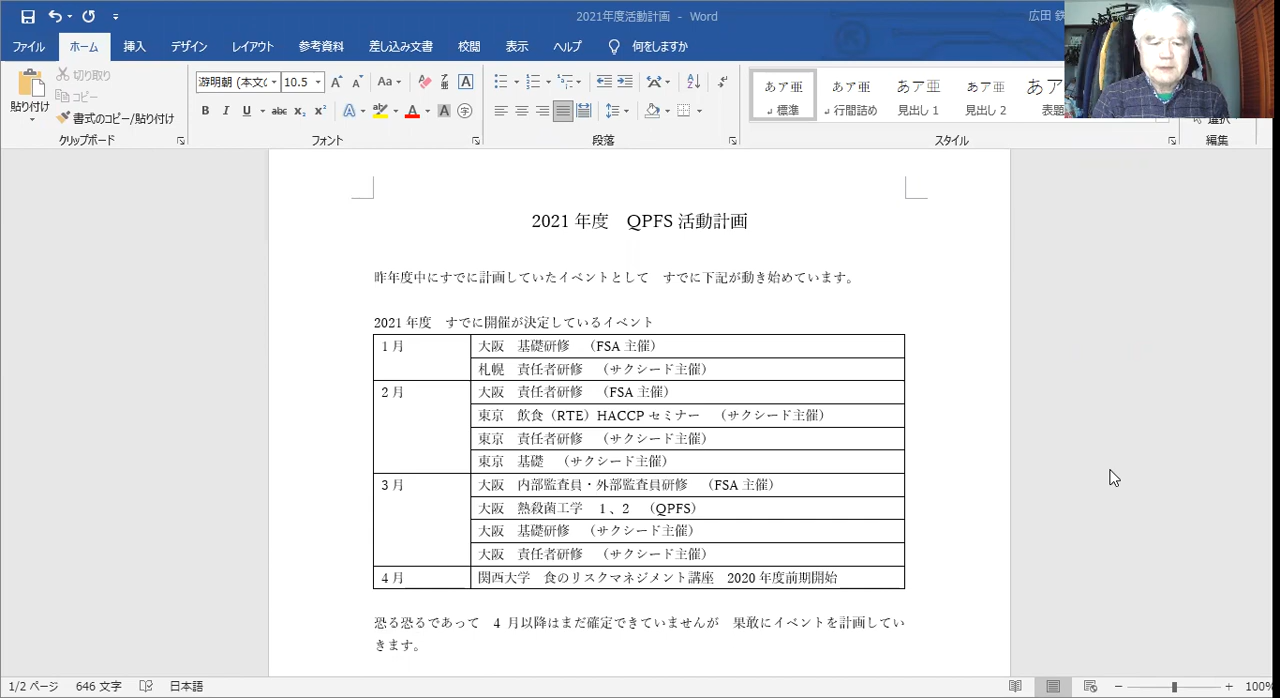 2021年度活動計画 - Word
広田 鉄
ファイル ホーム 挿入 デザイン レイアウト 参考資料 差し込み文書 校閲 表示 ヘルプ 何をしますか
貼り付け
切り取り
コピー
書式のコピー/貼り付け
クリップボード
游明朝 (本文( 10.5
フォント
段落
あア亜 標準
あア亜 行間詰め
あア亜 見出し 1
あア亜 見出し 2
あア 表題
スタイル
選択
編集
2021 年度 QPFS 活動計画
昨年度中にすでに計画していたイベントとして すでに下記が動き始めています。
2021 年度 すでに開催が決定しているイベント
1 月 大阪 基礎研修 (FSA 主催)
札幌 責任者研修 (サクシード主催)
2 月 大阪 責任者研修 (FSA 主催)
東京 飲食(RTE)HACCP セミナー (サクシード主催)
東京 責任者研修 (サクシード主催)
東京 基礎 (サクシード主催)
3 月 大阪 内部監査員・外部監査員研修 (FSA 主催)
大阪 熱殺菌工学 1、2 (QPFS)
大阪 基礎研修 (サクシード主催)
大阪 責任者研修 (サクシード主催)
4 月 関西大学 食のリスクマネジメント講座 2020 年度前期開始
恐る恐るであって 4 月以降はまだ確定できていませんが 果敢にイベントを計画してい
きます。
1/2 ページ 646 文字 日本語 100%